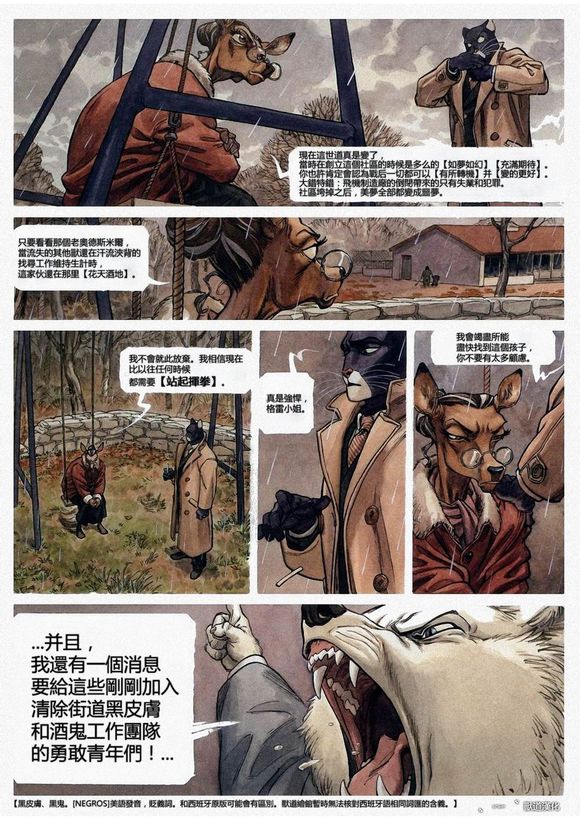 現在這世道真是變了，
當時在創立這個社區的時候是多么的【如夢如幻】【充滿期待】。
你也許肯定會認為戰后一切都可以【有所轉機】并【變的更好】。
大錯特錯：飛機制造廠的倒閉帶來的只有失業和犯罪。
社區垮掉之后，美夢全部都變成噩夢。
只要看看那個老奧德斯米爾，
當流失的其他獸還在汗流浹背的
找尋工作維持生計時，
這家伙還在那里【花天酒地】。
我不會就此放棄。我相信現在
比以往任何時候
都需要【站起揮拳】。
真是強悍，
格雷小姐。
我會竭盡所能
盡快找到這個孩子，
你不要有太多顧慮。
...并且，
我還有一個消息
要給這些剛剛加入
清除街道黑皮膚
和酒鬼工作團隊
的勇敢青年們！...
【黑皮膚、黑鬼。[NEGROS]美語發音，貶義詞。和西班牙原版可能會有區別。獸道繪館暫時無法核對西班牙語相同詞匯的含義。】
獸道漢化